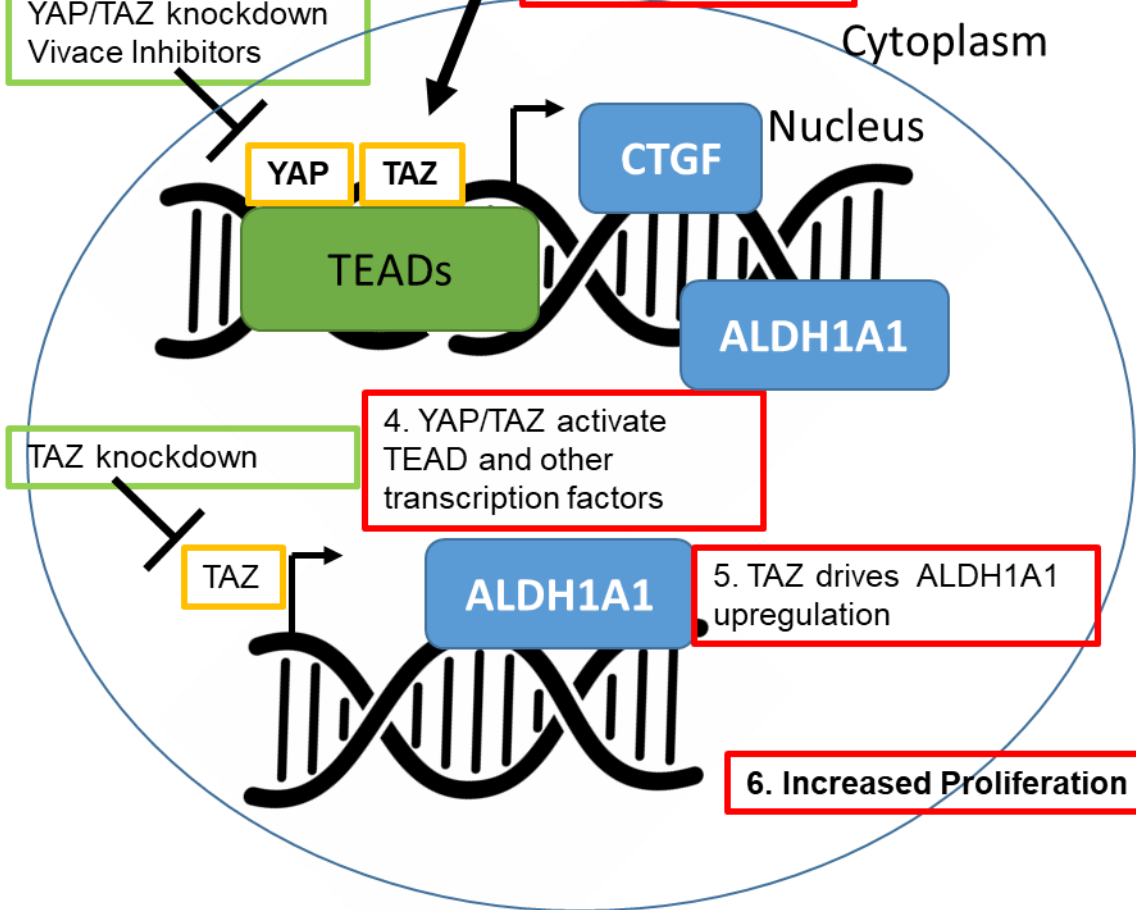 YAP/TAZ knockdown
Vivace Inhibitors
Cytoplasm
Nucleus
CTGF
YAP
TAZ
TEADs
ALDH1A1
4. YAP/TAZ activate
TEAD and other
transcription factors
TAZ knockdown
TAZ
ALDH1A1
5. TAZ drives ALDH1A1
upregulation
6. Increased Proliferation